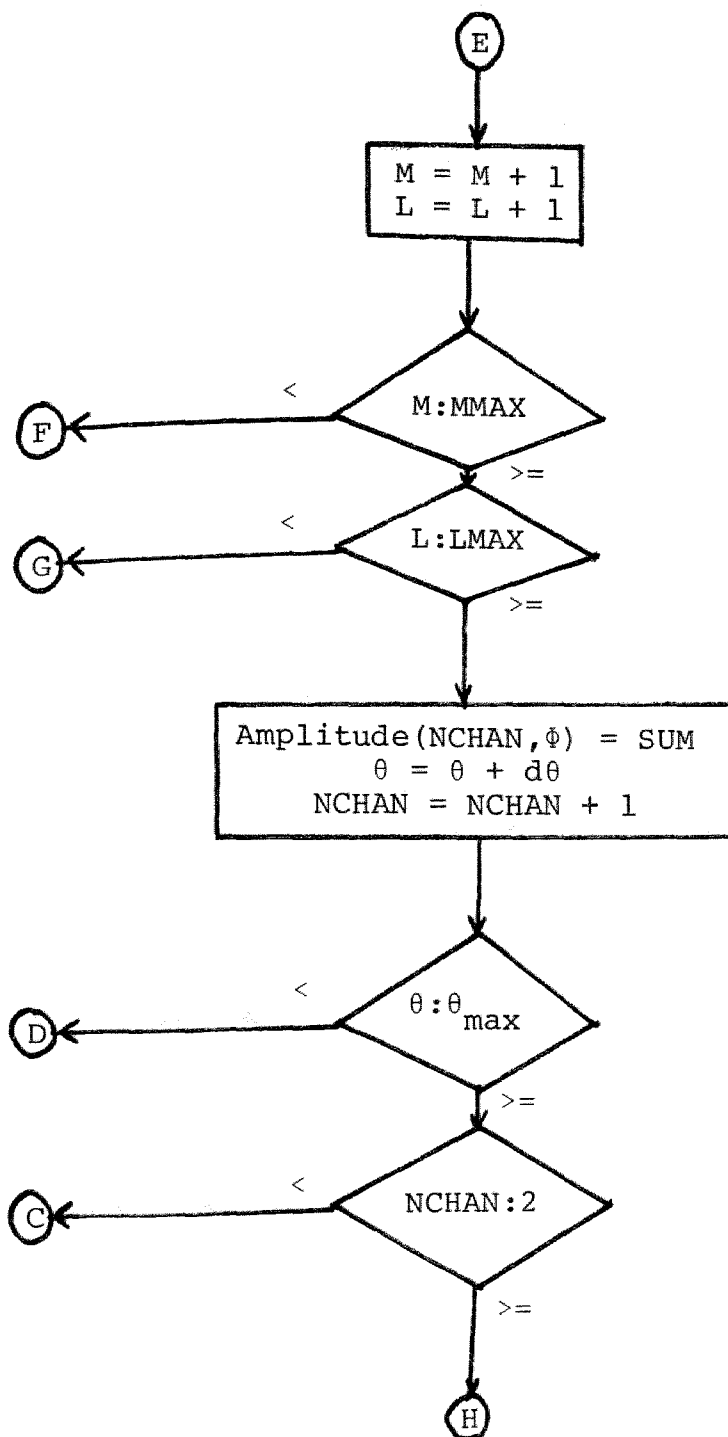 E
M = M + 1
L = L + 1
<
M:MMAX
F
>=
<
L:LMAX
G
>=
Amplitude(NCHAN,Φ) = SUM
θ = θ + dθ
NCHAN = NCHAN + 1
<
θ:θmax
D
>=
<
NCHAN:2
C
>=
H